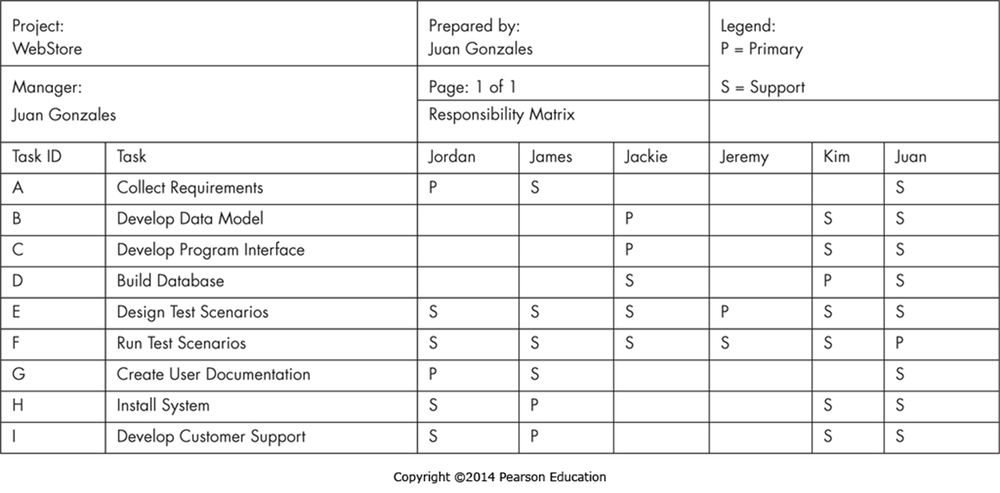 Project:
WebStore
Prepared by:
Juan Gonzales
Legend:
P = Primary
S = Support
Manager:
Juan Gonzales
Page: 1 of 1
Responsibility Matrix
Task ID Task Jordan James Jackie Jeremy Kim Juan
A Collect Requirements P S S
B Develop Data Model P S S
C Develop Program Interface P S S
D Build Database S P S
E Design Test Scenarios S S S P S S
F Run Test Scenarios S S S S S P
G Create User Documentation P S S
H Install System S P S S
I Develop Customer Support S P S S
Copyright ©2014 Pearson Education